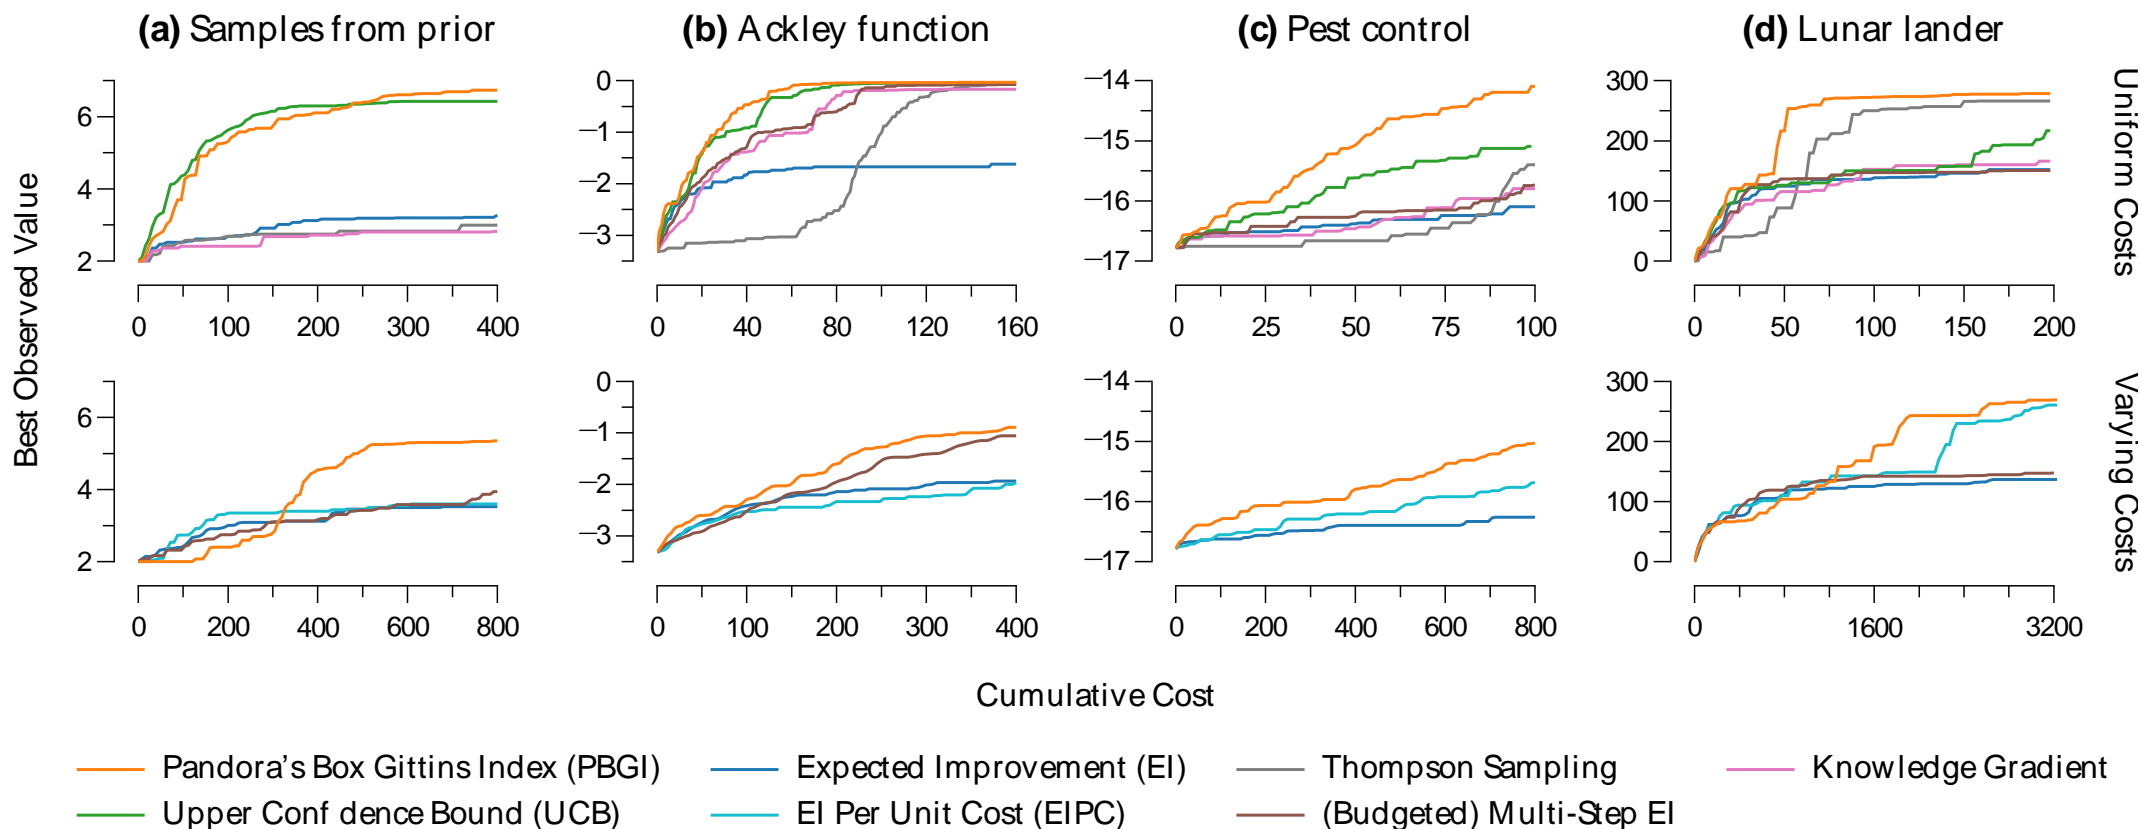 (a) Samples from prior
(b) Ackley function
(c) Pest control
(d) Lunar lander
Best Observed Value
6
4
2
0 100 200 300 400
0
−1
−2
−3
0 40 80 120 160
−14
−15
−16
−17
0 25 50 75 100
300
200
100
0
0 50 100 150 200
Uniform Costs
6
4
2
0 200 400 600 800
0
−1
−2
−3
0 100 200 300 400
−14
−15
−16
−17
0 200 400 600 800
300
200
100
0
0 1600 3200
Varying Costs
Cumulative Cost
Pandora's Box Gittins Index (PBGI)
Expected Improvement (EI)
Thompson Sampling
Knowledge Gradient
Upper Conf dence Bound (UCB)
EI Per Unit Cost (EIPC)
(Budgeted) Multi-Step EI